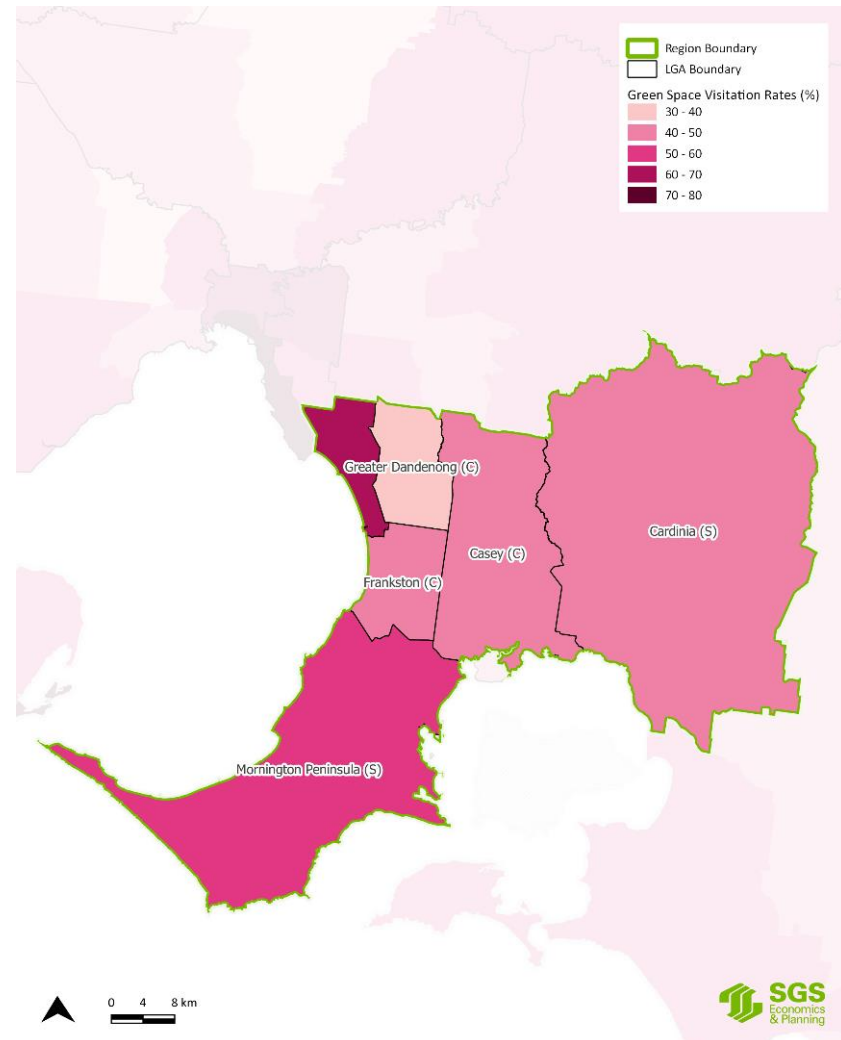 Region Boundary
LGA Boundary
Green Space Visitation Rates (%)
30 - 40
40 - 50
50 - 60
60 - 70
70 - 80
Greater Dandenong (C)
Cardinia (S)
Casey (C)
Frankston (C)
Mornington Peninsula (S)
0 4 8 km
SGS
Economics
& Planning